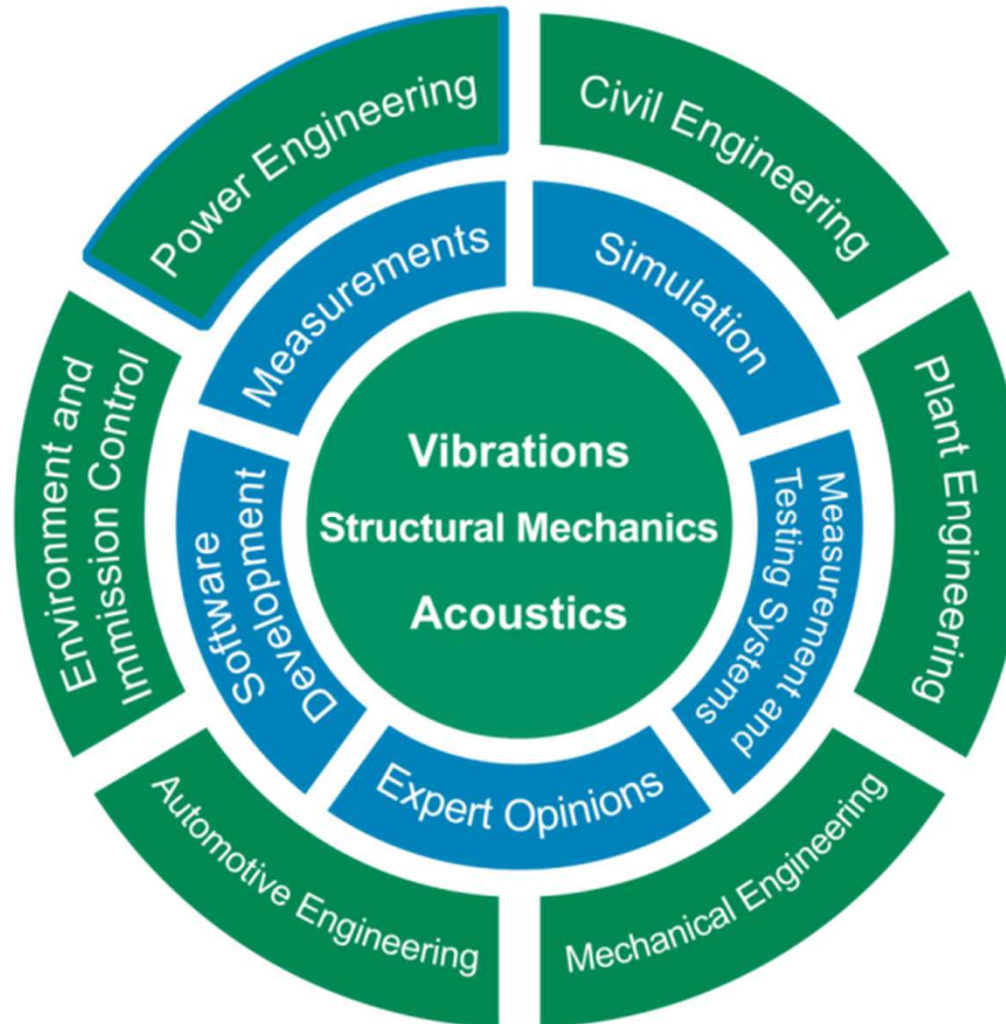 Power Engineering
Civil Engineering
Measurements
Simulation
Environment and
Immission Control
Software
Development
Vibrations
Structural Mechanics
Acoustics
Measurement and
Testing Systems
Plant Engineering
Expert Opinions
Automotive Engineering
Mechanical Engineering